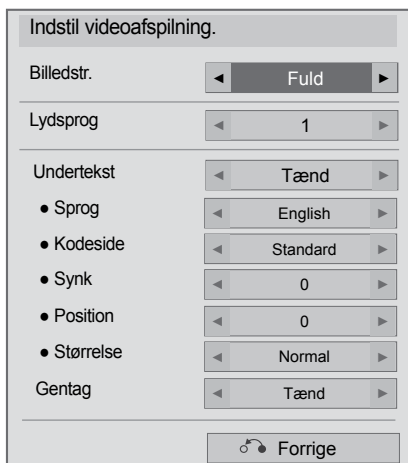 Indstil videoafspilning.
Billedstr. ◄ Fuld ►
Lydsprog ◄ 1 ►
Undertekst ◄ Tænd ►
● Sprog ◄ English ►
● Kodeside ◄ Standard ►
● Synk ◄ 0 ►
● Position ◄ 0 ►
● Størrelse ◄ Normal ►
Gentag ◄ Tænd ►
Forrige